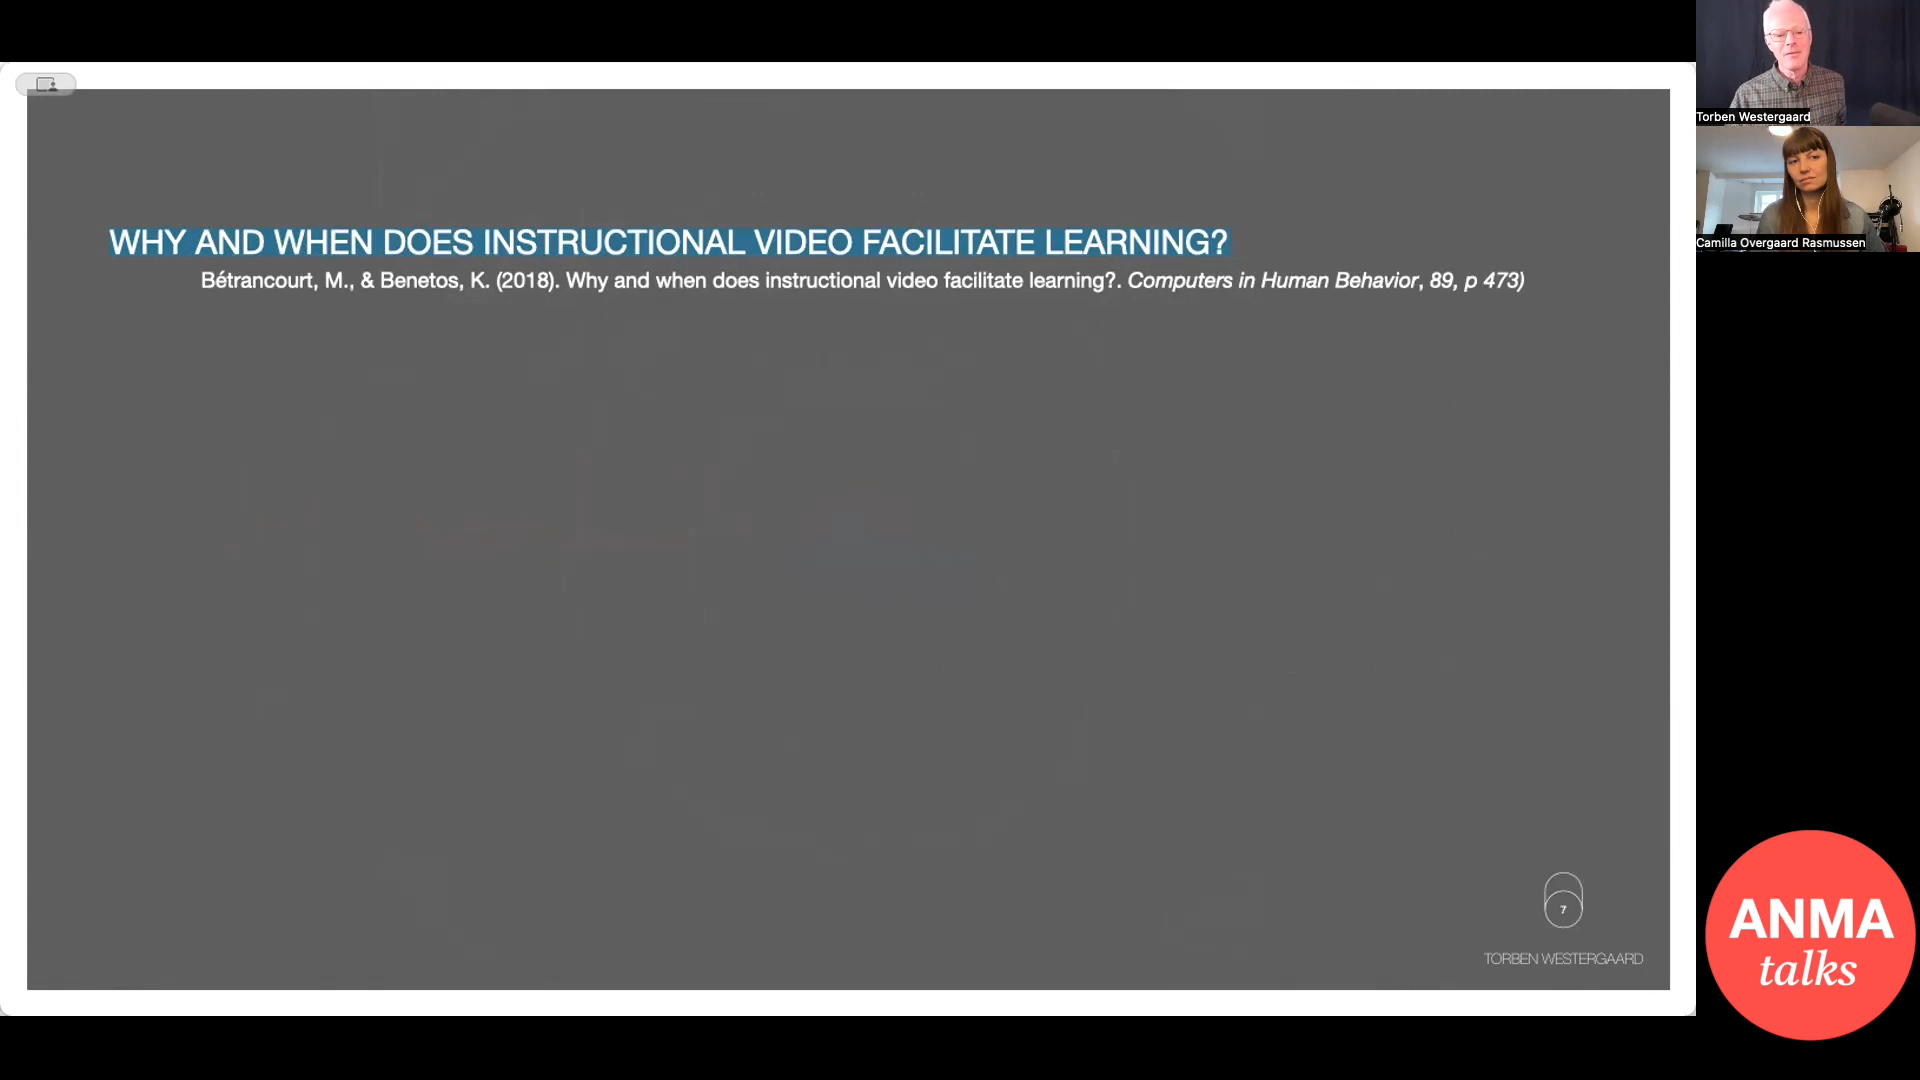 WHY AND WHEN DOES INSTRUCTIONAL VIDEO FACILITATE LEARNING?
Bétrancourt, M., & Benetos, K. (2018). Why and when does instructional video facilitate learning?. Computers in Human Behavior, 89, p 473)
7
TORBEN WESTERGAARD
Torben Westergaard
Camilla Overgaard Rasmussen
ANMA
talks